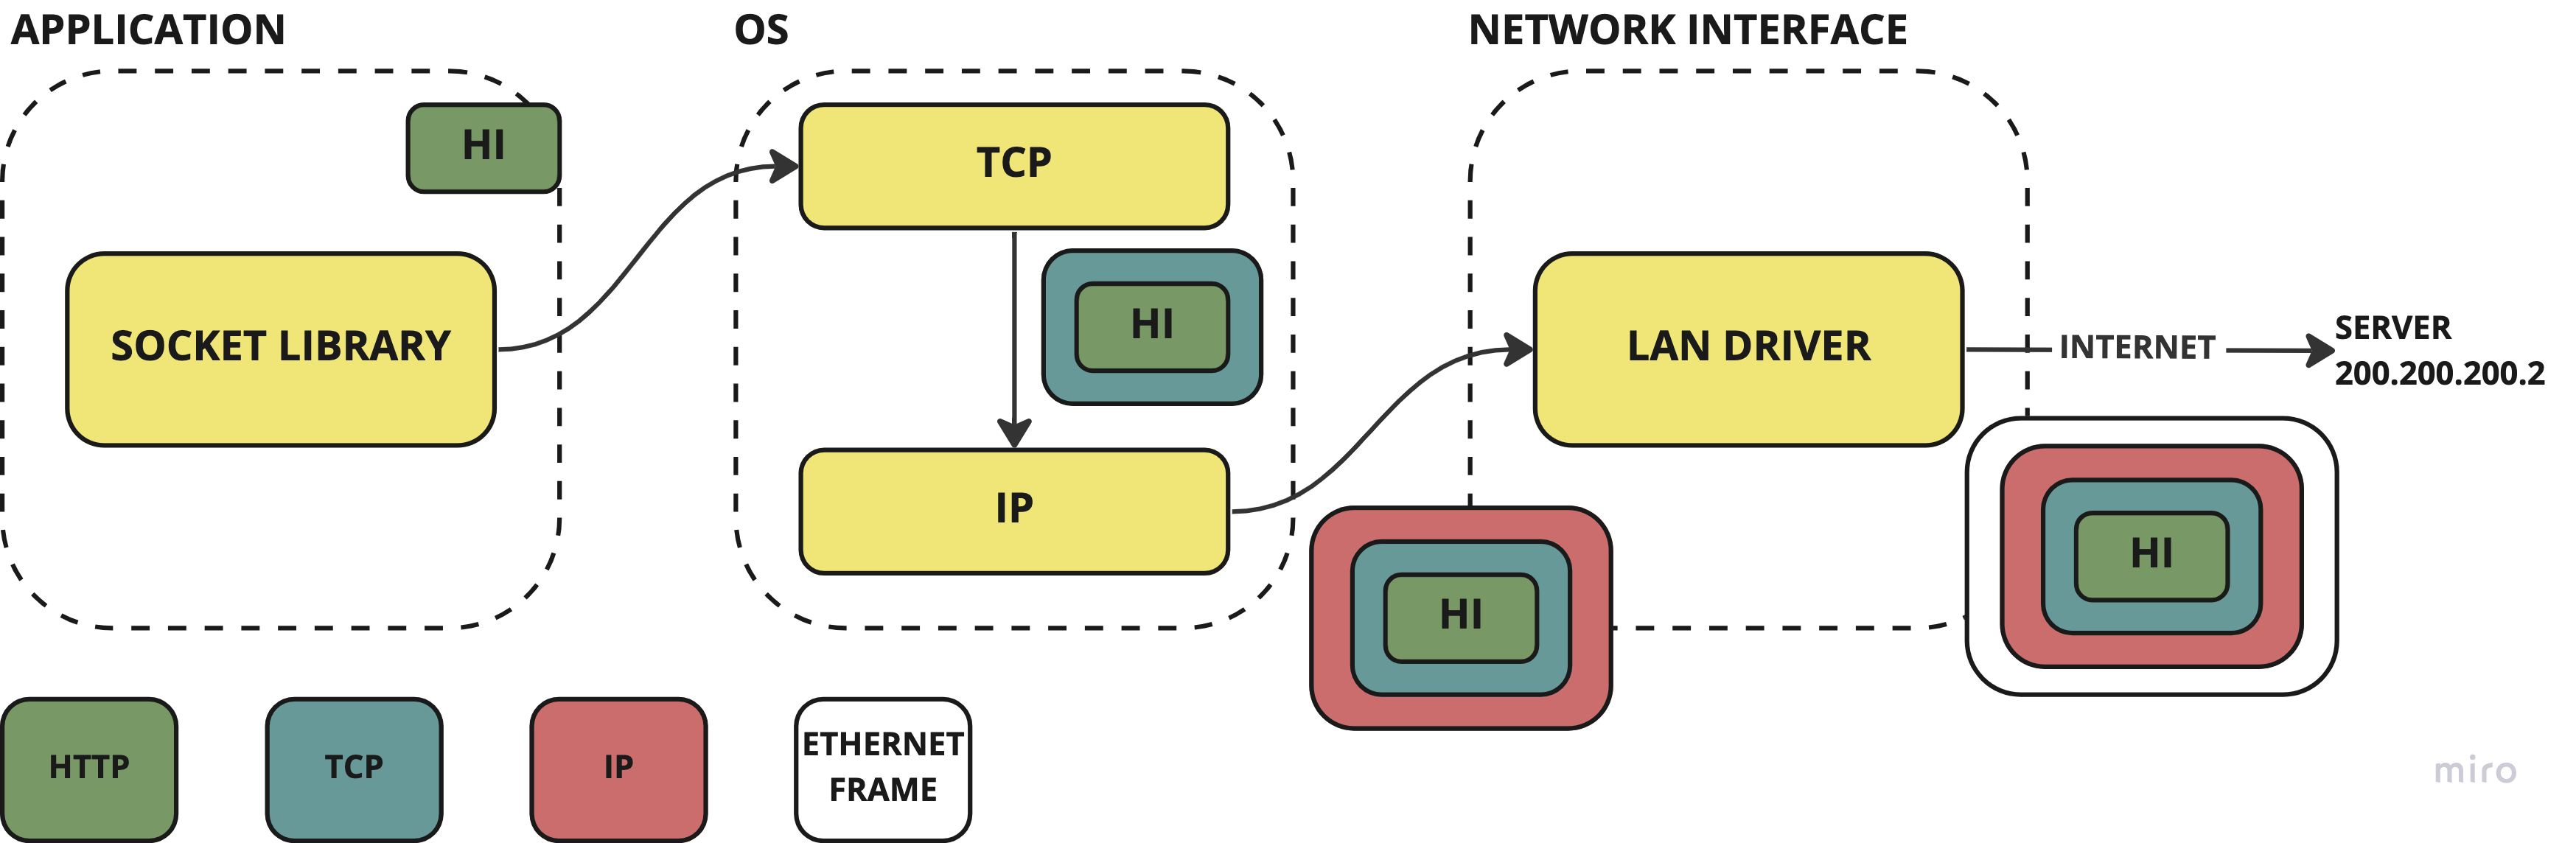 APPLICATION
OS
NETWORK INTERFACE
HI
SOCKET LIBRARY
TCP
HI
IP
HI
LAN DRIVER
INTERNET
SERVER
200.200.200.2
HI
HTTP
TCP
IP
ETHERNET
FRAME
miro